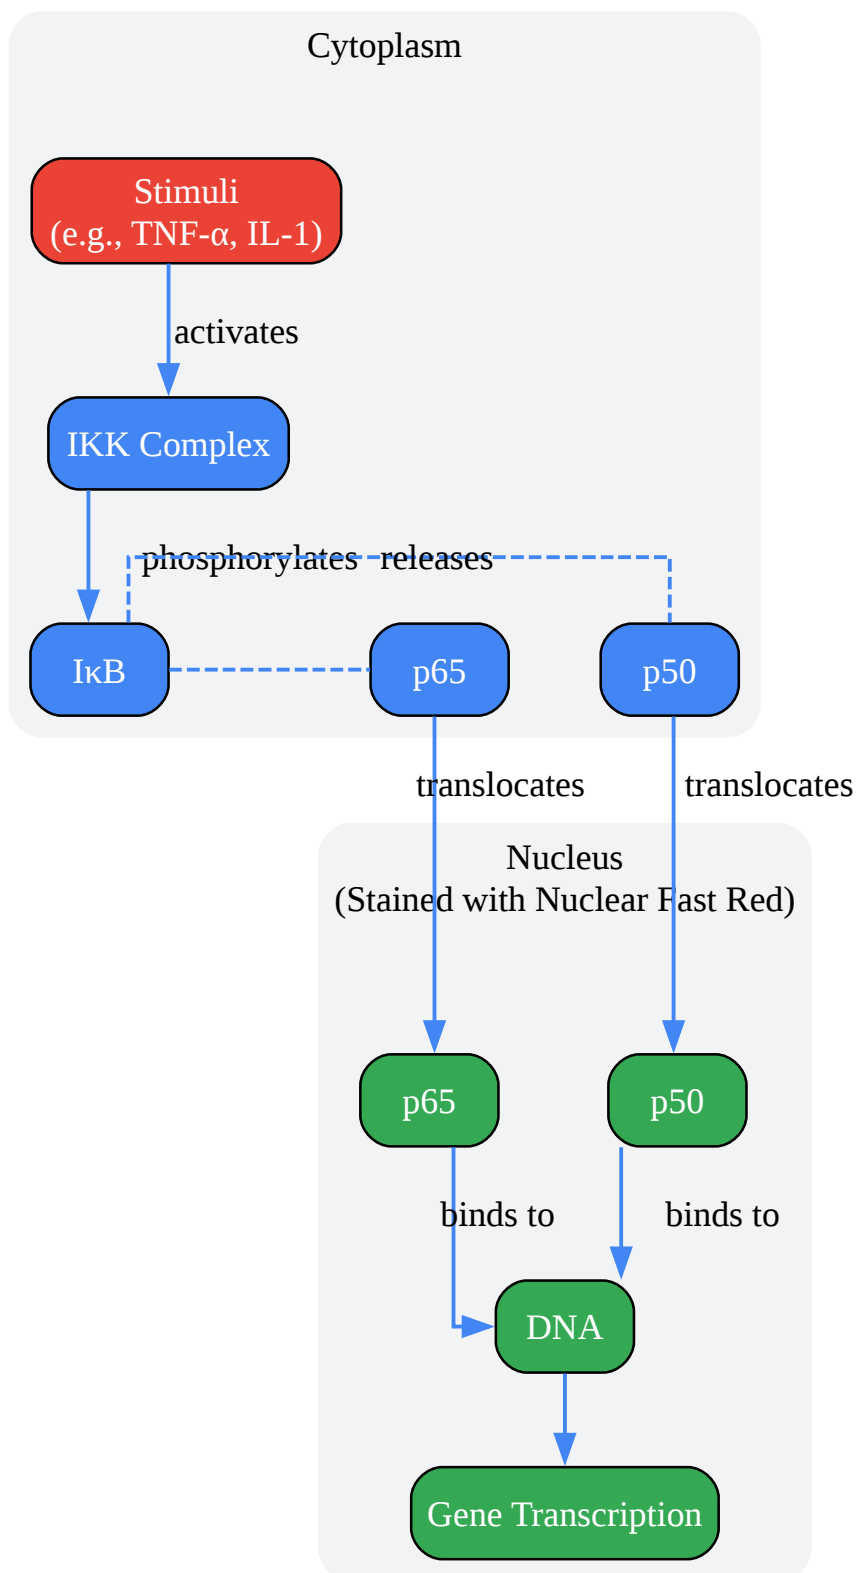 Cytoplasm
Stimuli
(e.g., TNF-α, IL-1)
activates
IKK Complex
phosphorylates
releases
IκB
p65
p50
translocates
translocates
Nucleus
(Stained with Nuclear Fast Red)
p65
p50
binds to
binds to
DNA
Gene Transcription